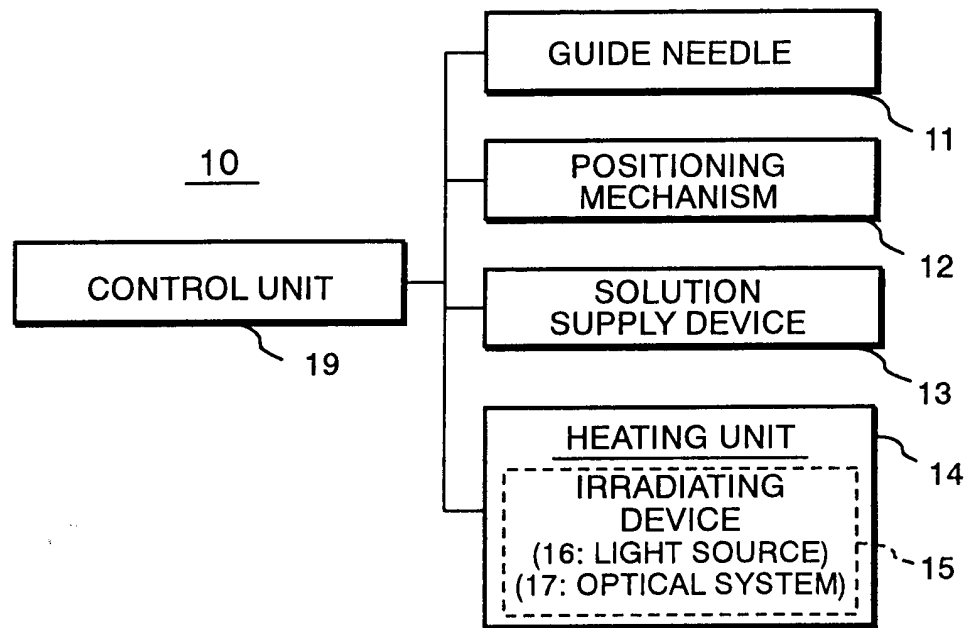 GUIDE NEEDLE
11
10
POSITIONING
MECHANISM
12
CONTROL UNIT
19
SOLUTION
SUPPLY DEVICE
13
HEATING UNIT
14
IRRADIATING
DEVICE
(16: LIGHT SOURCE)
(17: OPTICAL SYSTEM)
15